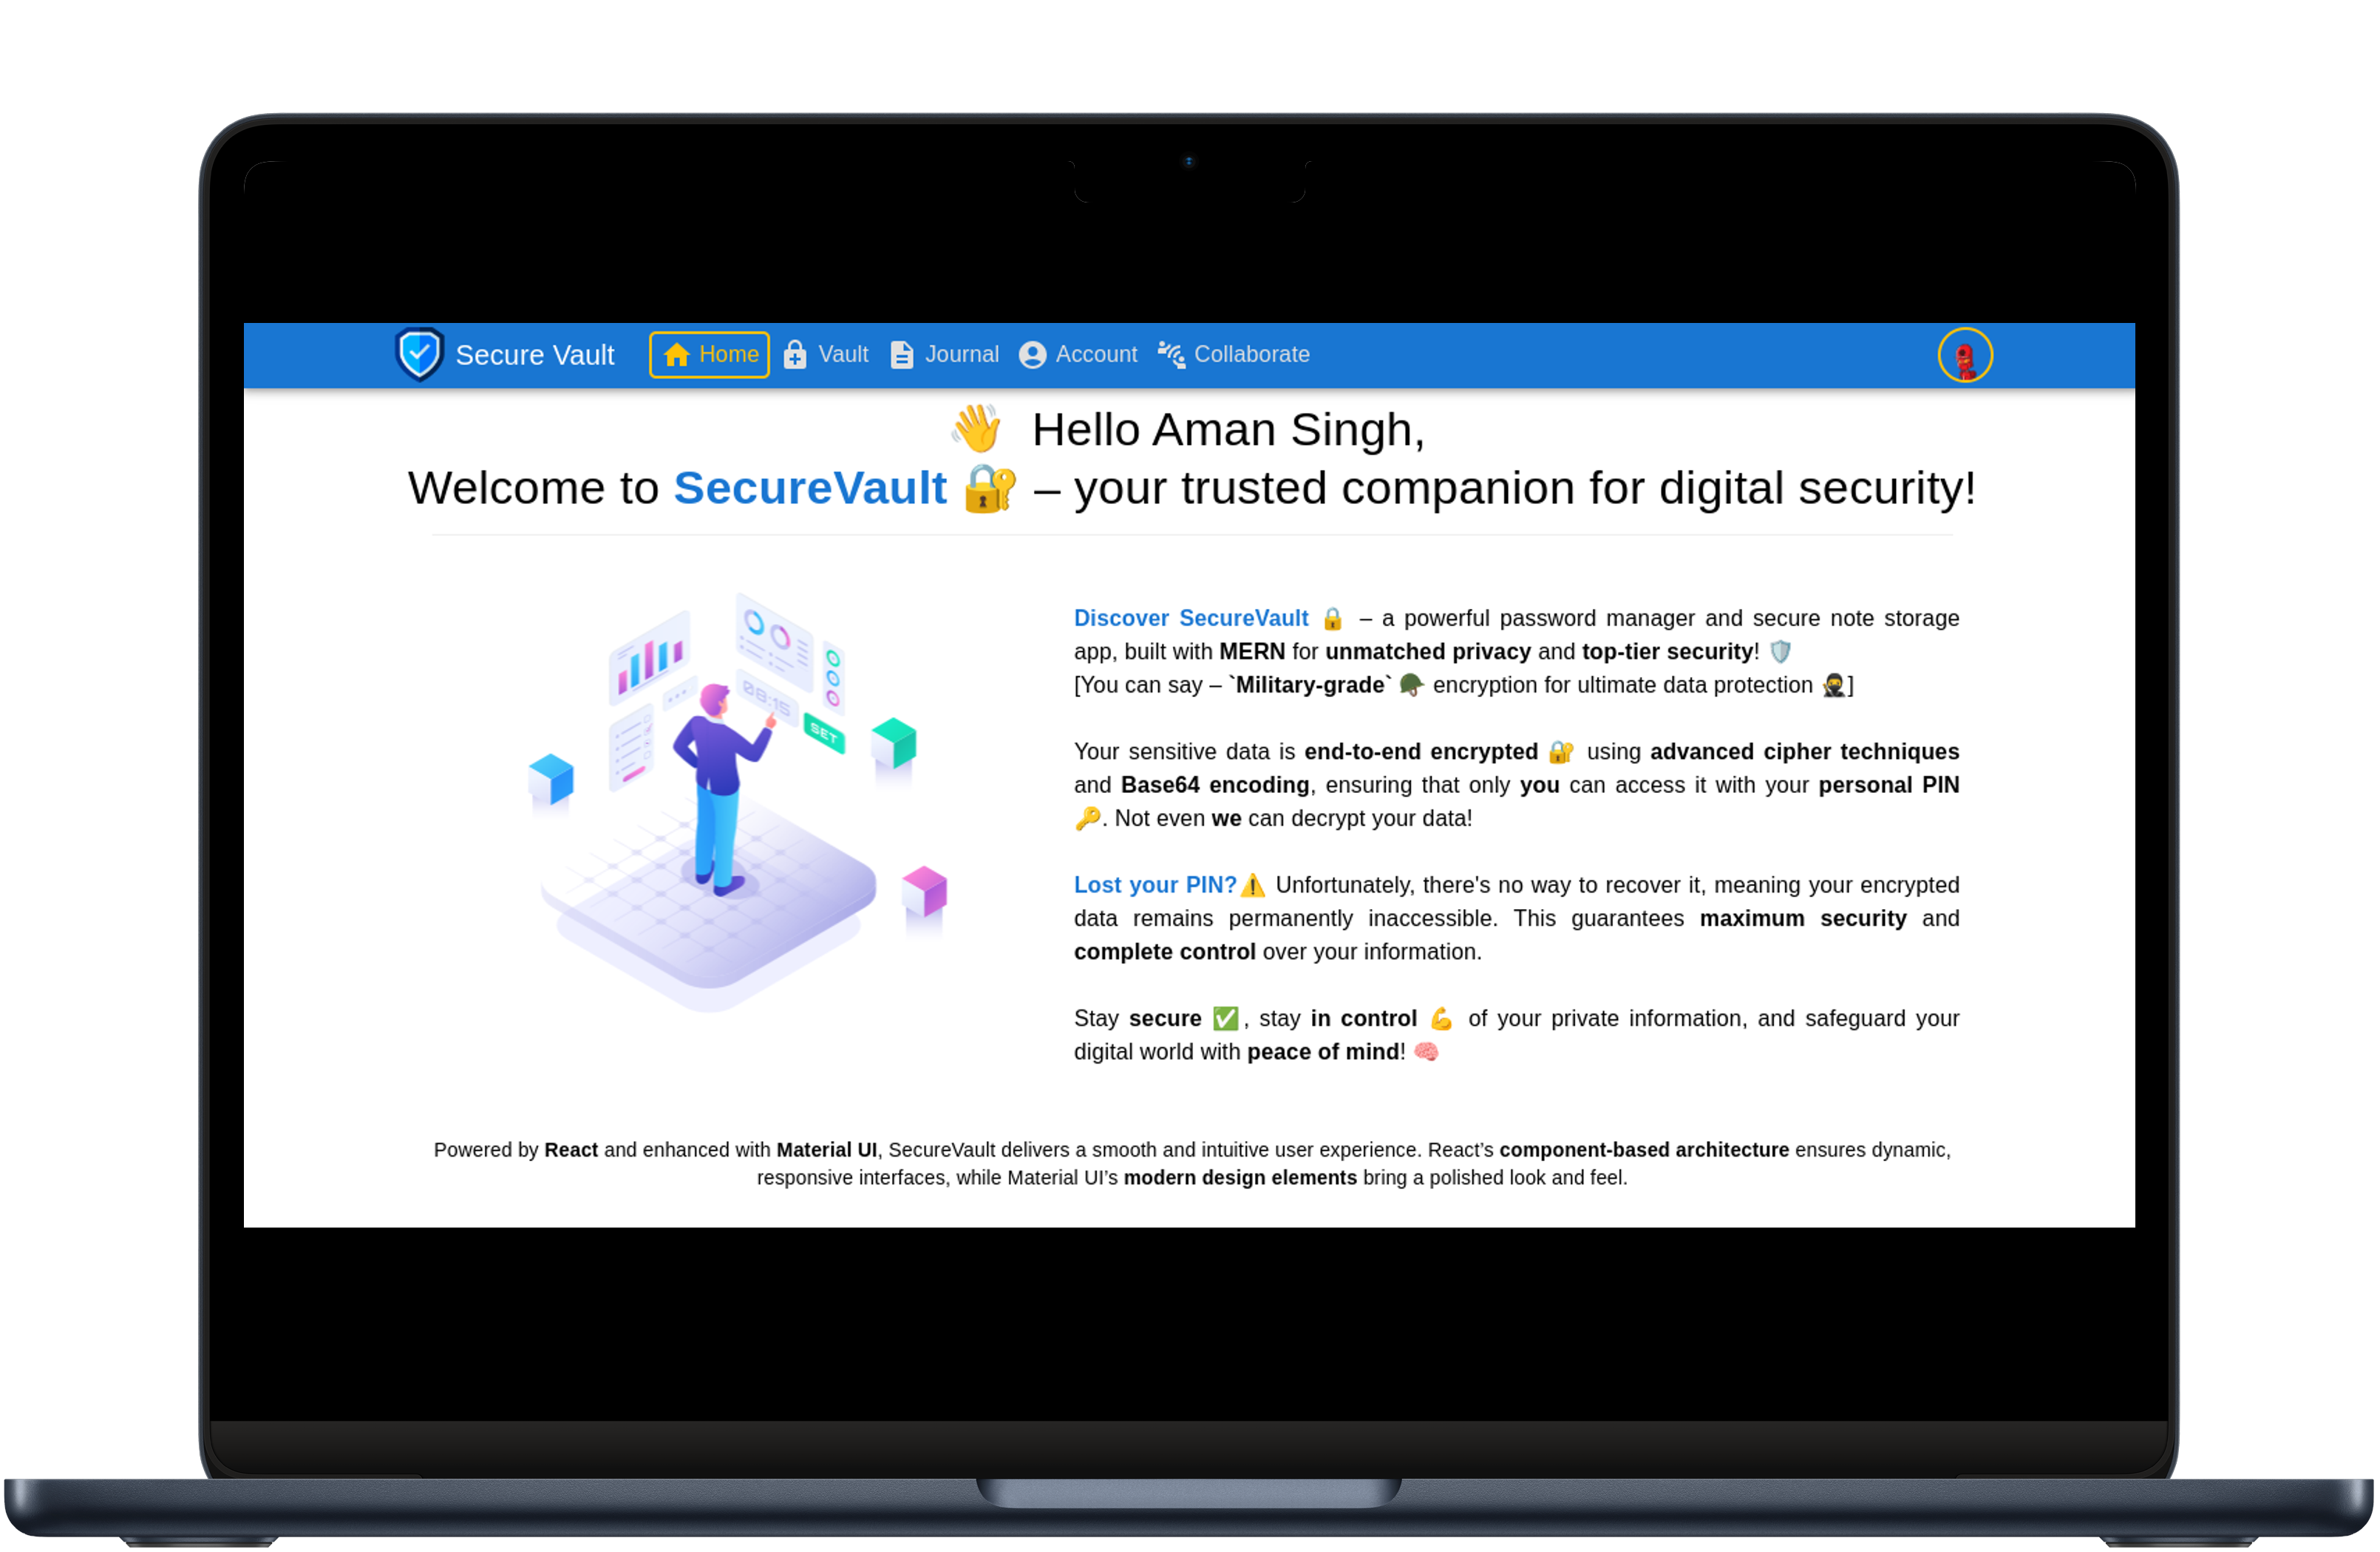 Secure Vault Home Vault Journal Account Collaborate
👋 Hello Aman Singh,
Welcome to SecureVault 🔐 – your trusted companion for digital security!
08:15
SET
Discover SecureVault 🔒 – a powerful password manager and secure note storage
app, built with MERN for unmatched privacy and top-tier security! 🛡️
[You can say – `Military-grade` 🪖 encryption for ultimate data protection 🥷]
Your sensitive data is end-to-end encrypted 🔐 using advanced cipher techniques
and Base64 encoding, ensuring that only you can access it with your personal PIN
🔑. Not even we can decrypt your data!
Lost your PIN?⚠️ Unfortunately, there's no way to recover it, meaning your encrypted
data remains permanently inaccessible. This guarantees maximum security and
complete control over your information.
Stay secure ✅, stay in control 💪 of your private information, and safeguard your
digital world with peace of mind! 🧠
Powered by React and enhanced with Material UI, SecureVault delivers a smooth and intuitive user experience. React’s component-based architecture ensures dynamic,
responsive interfaces, while Material UI’s modern design elements bring a polished look and feel.